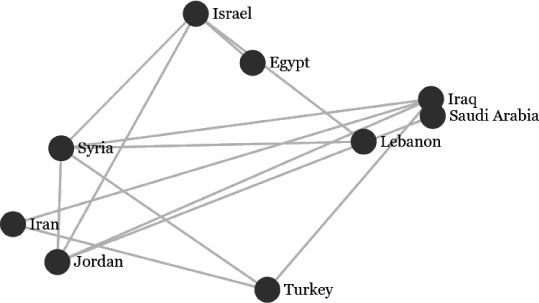 Israel
Egypt
Iraq
Saudi Arabia
Lebanon
Syria
Iran
Jordan
Turkey